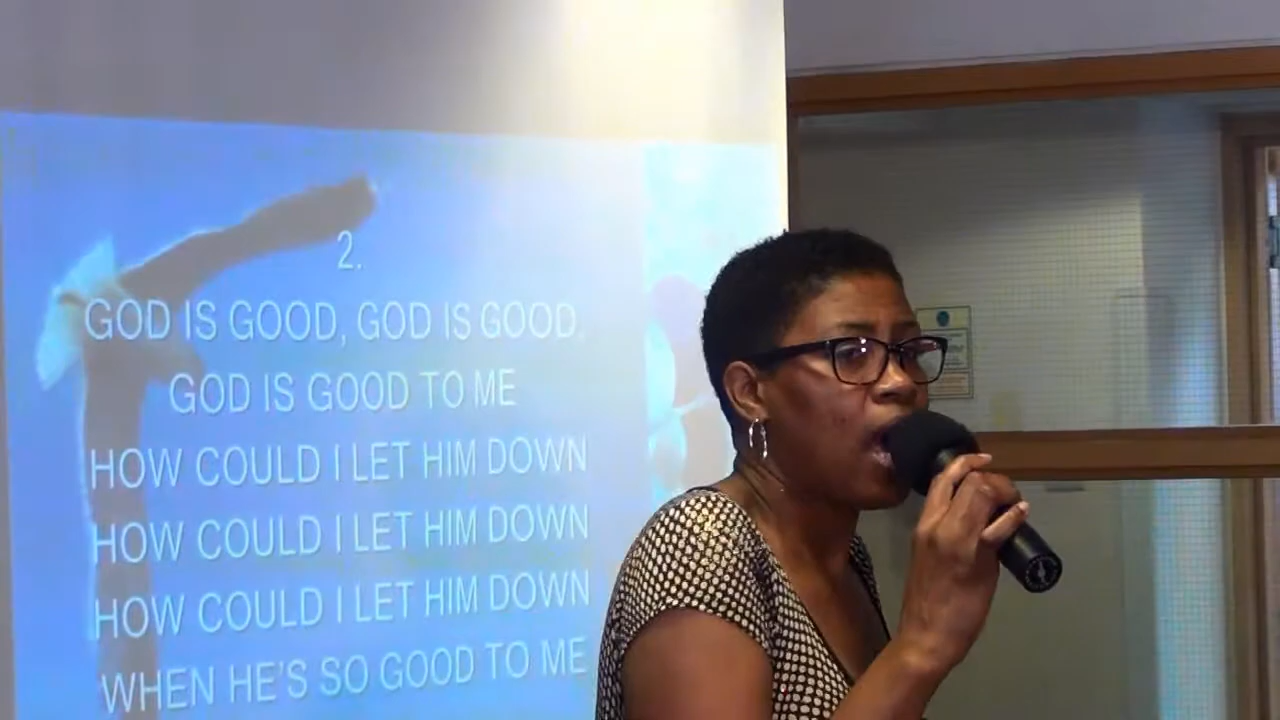 2.
GOD IS GOOD, GOD IS GOOD,
GOD IS GOOD TO ME
HOW COULD I LET HIM DOWN
HOW COULD I LET HIM DOWN
HOW COULD I LET HIM DOWN
WHEN HE'S SO GOOD TO ME